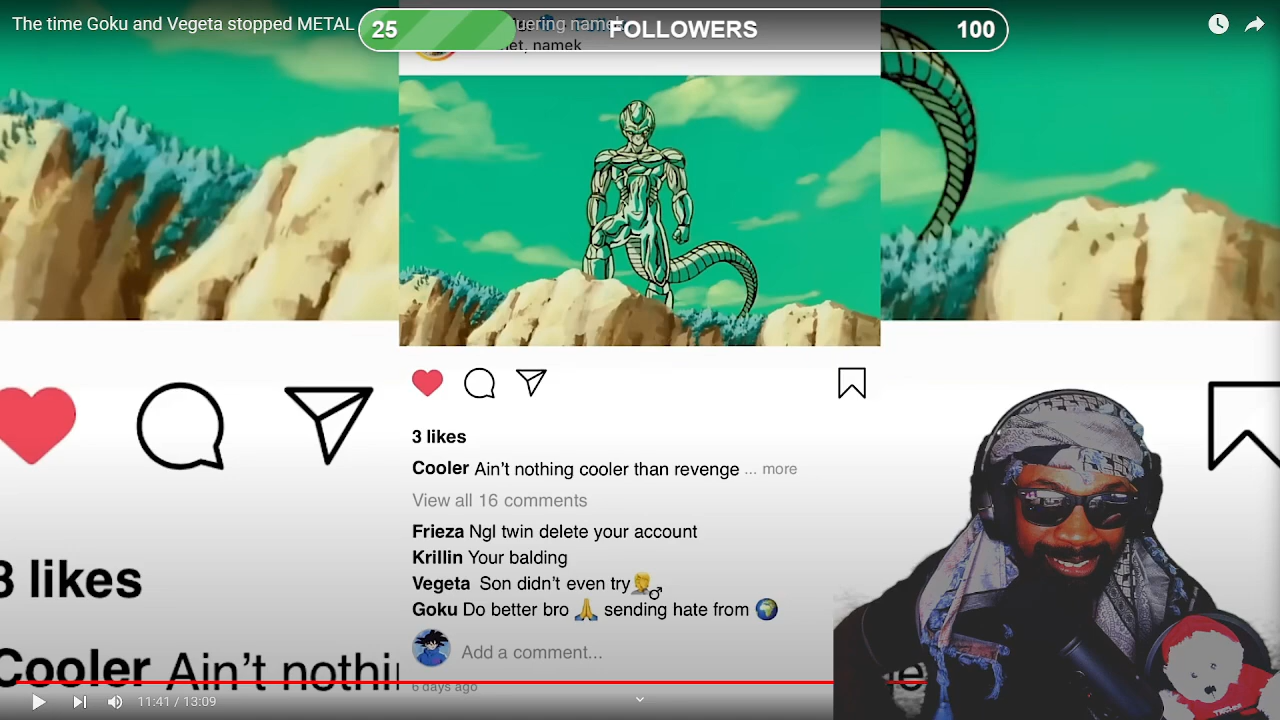 The time Goku and Vegeta stopped METAL
25
FOLLOWERS
100
namek
3 likes
Cooler Ain't nothing cooler than revenge ... more
View all 16 comments
Frieza Ngl twin delete your account
Krillin Your balding
Vegeta Son didn't even try🤦‍♂
Goku Do better bro 🙏 sending hate from 🌍
Add a comment...
6 days ago
3 likes
Cooler Ain't nothi
11:41 / 13:09